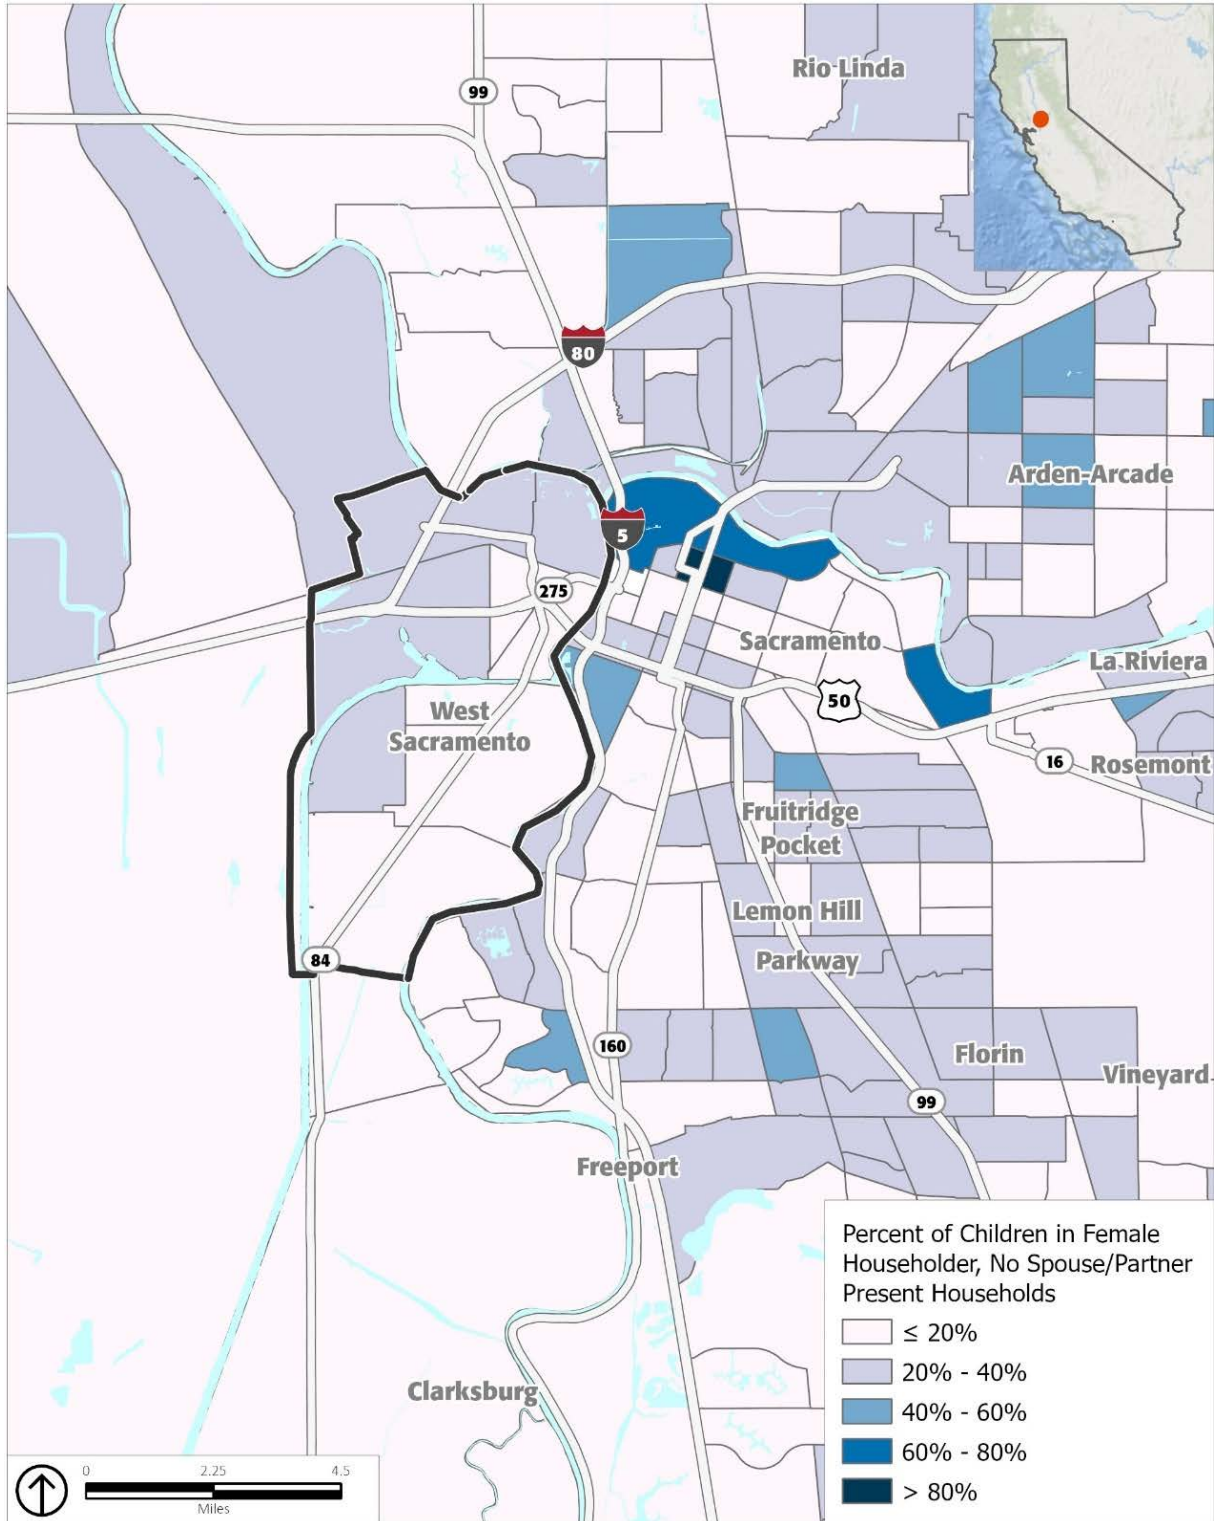 Rio Linda
99
80
Arden-Arcade
5
275
Sacramento
La Riviera
50
West
Sacramento
16
Rosemont
Fruitridge
Pocket
Lemon Hill
84
Parkway
160
Florin
Vineyard
99
Freeport
Clarksburg
Percent of Children in Female
Householder, No Spouse/Partner
Present Households
≤ 20%
20% - 40%
40% - 60%
60% - 80%
> 80%
0 2.25 4.5
Miles